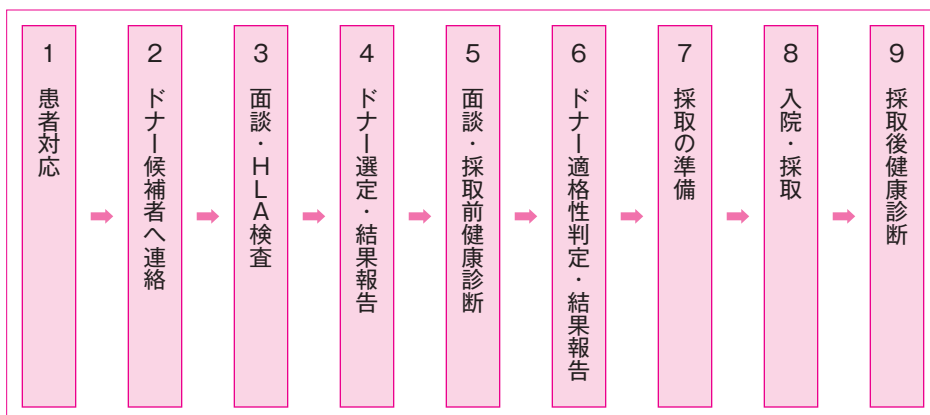 1
患者対応
2
ドナー候補者へ連絡
3
面談・HLA検査
4
ドナー選定・結果報告
5
面談・採取前健康診断
6
ドナー適格性判定・結果報告
7
採取の準備
8
入院・採取
9
採取後健康診断